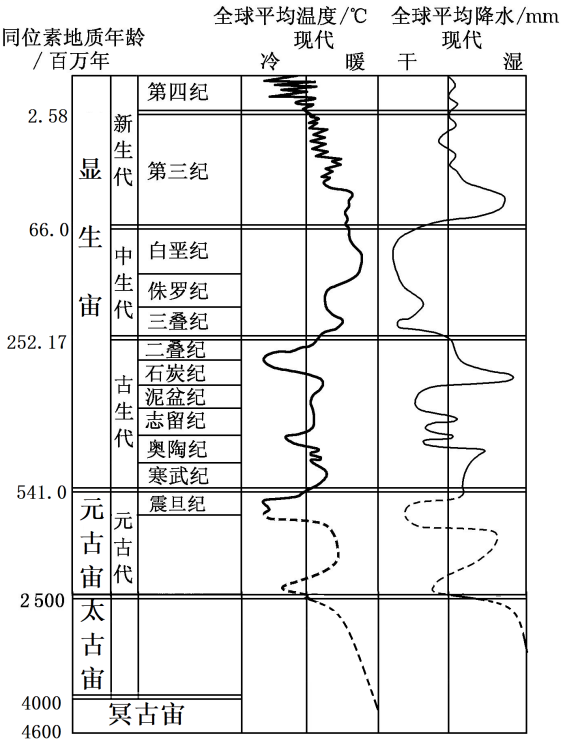 全球平均温度/℃ 全球平均降水/mm
同位素地质年龄 现代 现代
/百万年 冷 暖 干 湿
第四纪
2.58
新生代
显生宙
第三纪
66.0
中生代
白垩纪
侏罗纪
三叠纪
252.17
二叠纪
古生代
石炭纪
泥盆纪
志留纪
奥陶纪
寒武纪
541.0
元古宙
元古代
震旦纪
2500
太古宙
4000
冥古宙
4600